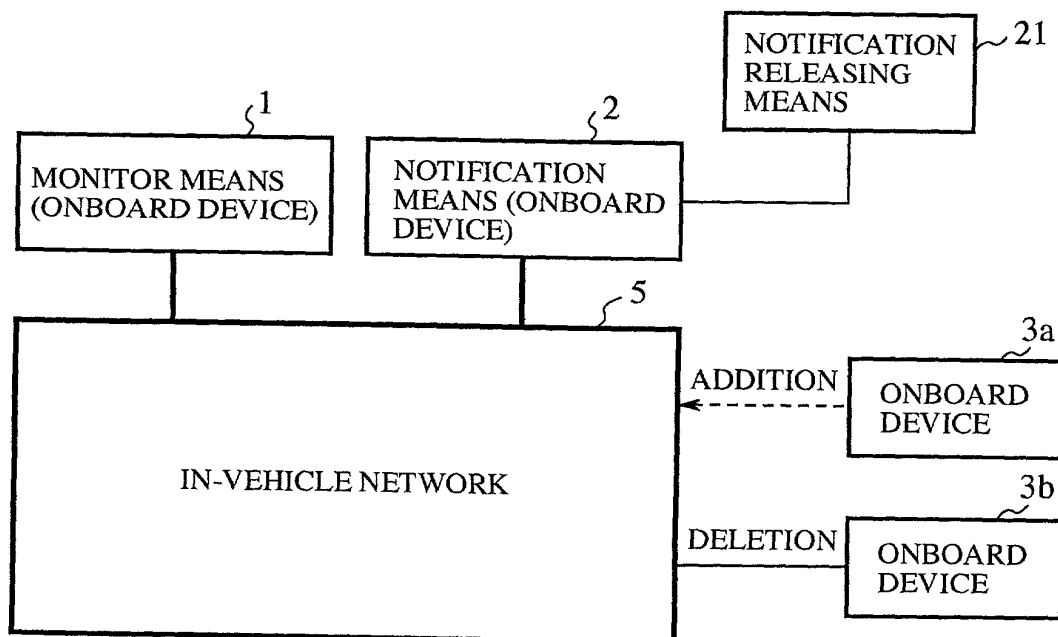 21
NOTIFICATION
RELEASING
MEANS
1
MONITOR MEANS
(ONBOARD DEVICE)
2
NOTIFICATION
MEANS (ONBOARD
DEVICE)
5
IN-VEHICLE NETWORK
ADDITION
3a
ONBOARD
DEVICE
DELETION
3b
ONBOARD
DEVICE